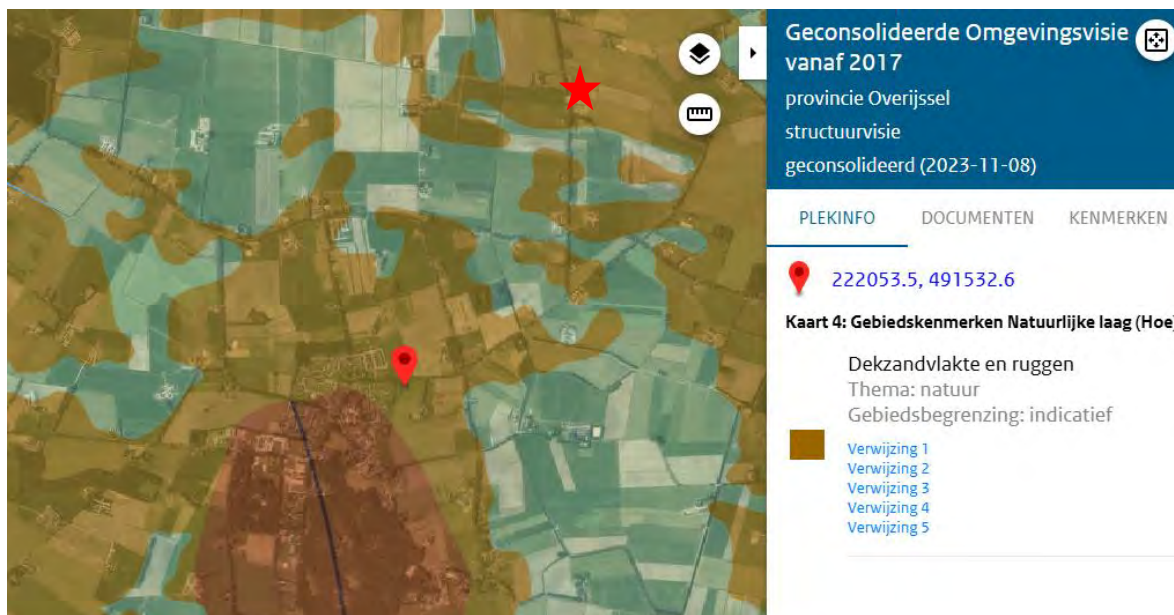 Geconsolideerde Omgevingsvisie
vanaf 2017
provincie Overijssel
structuurvisie
geconsolideerd (2023-11-08)
PLEKINFO DOCUMENTEN KENMERKEN
222053.5, 491532.6
Kaart 4: Gebiedskenmerken Natuurlijke laag (Hoe)
Dekzandvlakte en ruggen
Thema: natuur
Gebiedsbegrenzing: indicatief
Verwijzing 1
Verwijzing 2
Verwijzing 3
Verwijzing 4
Verwijzing 5